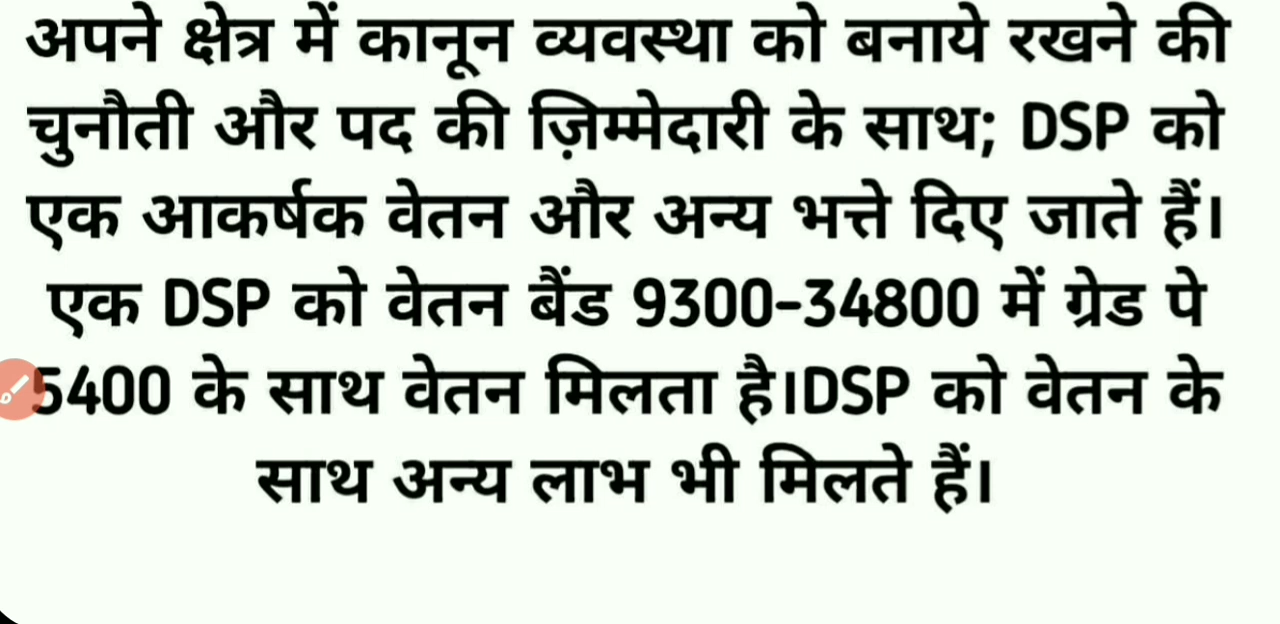 अपने क्षेत्र में कानून व्यवस्था को बनाये रखने की
चुनौती और पद की ज़िम्मेदारी के साथ; DSP को
एक आकर्षक वेतन और अन्य भत्ते दिए जाते हैं।
एक DSP को वेतन बैंड 9300-34800 में ग्रेड पे
5400 के साथ वेतन मिलता है।DSP को वेतन के
साथ अन्य लाभ भी मिलते हैं।